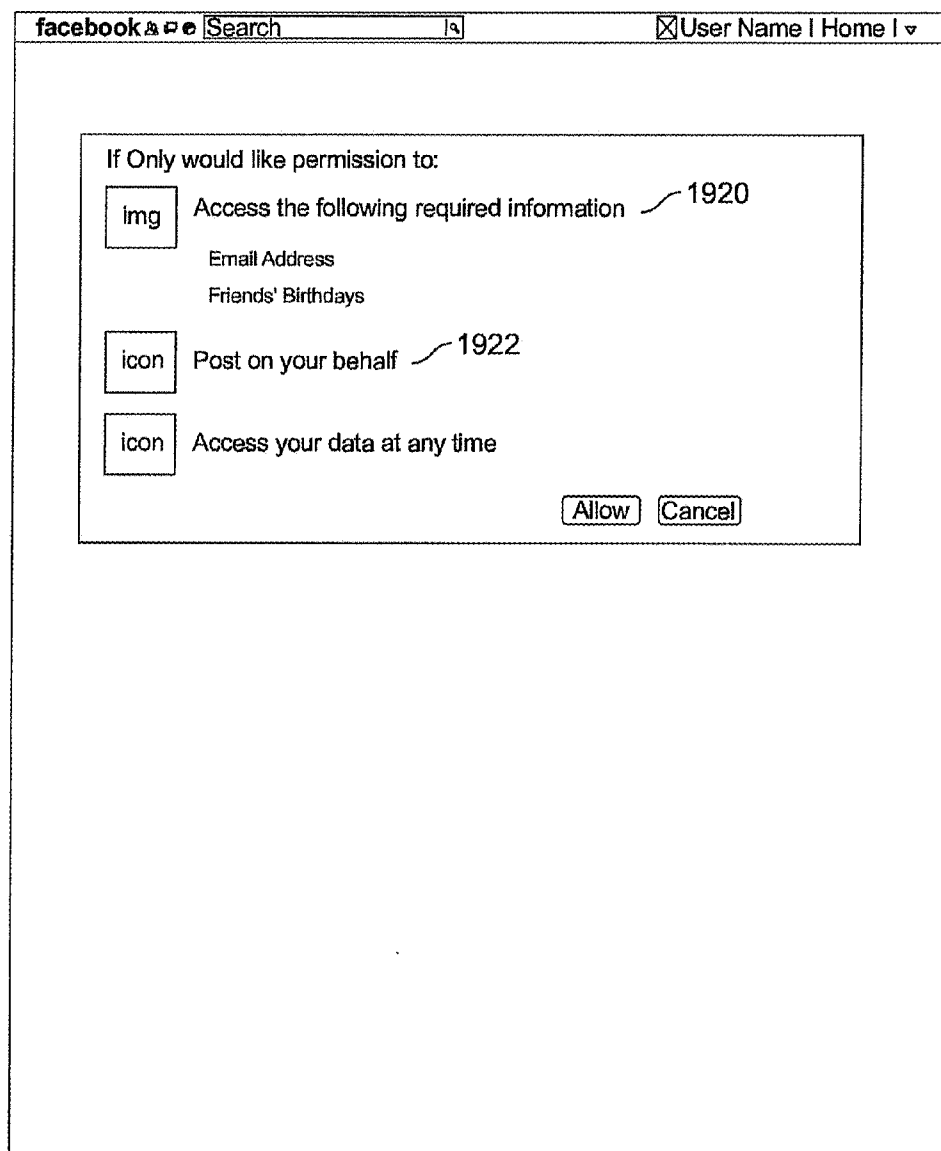 facebook Search User Name | Home |
If Only would like permission to:
img Access the following required information 1920
Email Address
Friends' Birthdays
icon Post on your behalf 1922
icon Access your data at any time
Allow Cancel